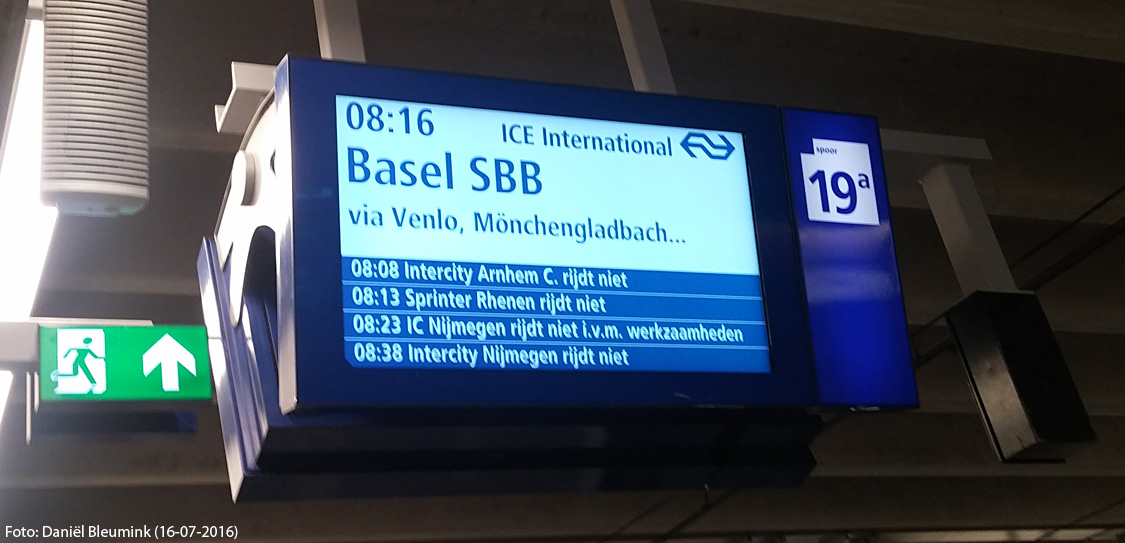 08:16
ICE International
Basel SBB
via Venlo, Mönchengladbach...
08:08 Intercity Arnhem C. rijdt niet
08:13 Sprinter Rhenen rijdt niet
08:23 IC Nijmegen rijdt niet i.v.m. werkzaamheden
08:38 Intercity Nijmegen rijdt niet
spoor
19a
Foto: Daniël Bleumink (16-07-2016)